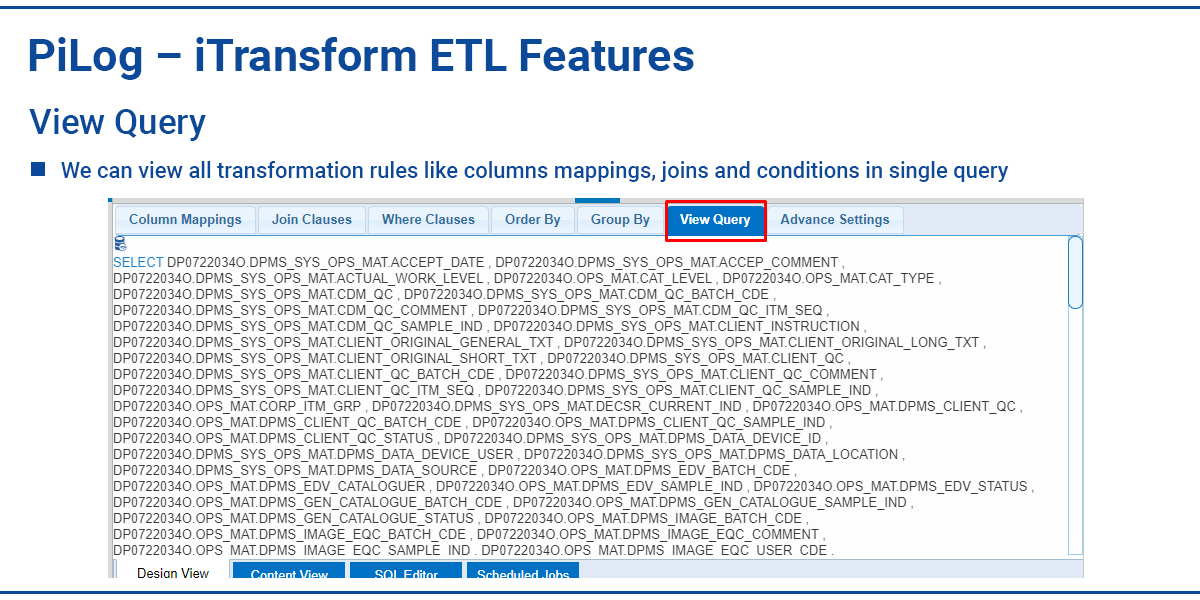 PiLog – iTransform ETL Features
View Query
We can view all transformation rules like columns mappings, joins and conditions in single query
Column Mappings Join Clauses Where Clauses Order By Group By View Query Advance Settings
SELECT DP0722034O.DPMS_SYS_OPS_MAT.ACCEPT_DATE , DP0722034O.DPMS_SYS_OPS_MAT.ACCEP_COMMENT ,
DP0722034O.DPMS_SYS_OPS_MAT.ACTUAL_WORK_LEVEL , DP0722034O.OPS_MAT.CAT_LEVEL , DP0722034O.OPS_MAT.CAT_TYPE ,
DP0722034O.DPMS_SYS_OPS_MAT.CDM_QC , DP0722034O.DPMS_SYS_OPS_MAT.CDM_QC_BATCH_CDE ,
DP0722034O.DPMS_SYS_OPS_MAT.CDM_QC_COMMENT , DP0722034O.DPMS_SYS_OPS_MAT.CDM_QC_ITM_SEQ ,
DP0722034O.DPMS_SYS_OPS_MAT.CDM_QC_SAMPLE_IND , DP0722034O.DPMS_SYS_OPS_MAT.CLIENT_INSTRUCTION ,
DP0722034O.DPMS_SYS_OPS_MAT.CLIENT_ORIGINAL_GENERAL_TXT , DP0722034O.DPMS_SYS_OPS_MAT.CLIENT_ORIGINAL_LONG_TXT ,
DP0722034O.DPMS_SYS_OPS_MAT.CLIENT_ORIGINAL_SHORT_TXT , DP0722034O.DPMS_SYS_OPS_MAT.CLIENT_QC ,
DP0722034O.DPMS_SYS_OPS_MAT.CLIENT_QC_BATCH_CDE , DP0722034O.DPMS_SYS_OPS_MAT.CLIENT_QC_COMMENT ,
DP0722034O.DPMS_SYS_OPS_MAT.CLIENT_QC_ITM_SEQ , DP0722034O.DPMS_SYS_OPS_MAT.CLIENT_QC_SAMPLE_IND ,
DP0722034O.OPS_MAT.CORP_ITM_GRP , DP0722034O.DPMS_SYS_OPS_MAT.DECSR_CURRENT_IND , DP0722034O.OPS_MAT.DPMS_CLIENT_QC ,
DP0722034O.OPS_MAT.DPMS_CLIENT_QC_BATCH_CDE , DP0722034O.OPS_MAT.DPMS_CLIENT_QC_SAMPLE_IND ,
DP0722034O.OPS_MAT.DPMS_CLIENT_QC_STATUS , DP0722034O.DPMS_SYS_OPS_MAT.DPMS_DATA_DEVICE_ID ,
DP0722034O.OPS_MAT.DPMS_DATA_DEVICE_USER , DP0722034O.DPMS_SYS_OPS_MAT.DPMS_DATA_LOCATION ,
DP0722034O.DPMS_SYS_OPS_MAT.DPMS_DATA_SOURCE , DP0722034O.OPS_MAT.DPMS_EDV_BATCH_CDE ,
DP0722034O.OPS_MAT.DPMS_EDV_CATALOGUER , DP0722034O.OPS_MAT.DPMS_EDV_SAMPLE_IND , DP0722034O.OPS_MAT.DPMS_EDV_STATUS ,
DP0722034O.OPS_MAT.DPMS_GEN_CATALOGUE_BATCH_CDE , DP0722034O.OPS_MAT.DPMS_GEN_CATALOGUE_SAMPLE_IND ,
DP0722034O.OPS_MAT.DPMS_GEN_CATALOGUE_STATUS , DP0722034O.OPS_MAT.DPMS_IMAGE_BATCH_CDE ,
DP0722034O.OPS_MAT.DPMS_IMAGE_EQC_BATCH_CDE , DP0722034O.OPS_MAT.DPMS_IMAGE_EQC_COMMENT ,
DP0722034O.OPS_MAT.DPMS_IMAGE_EQC_SAMPLE_IND , DP0722034O.OPS_MAT.DPMS_IMAGE_EQC_USER_CDE ,
Design View Content View SQL Editor Scheduled Jobs